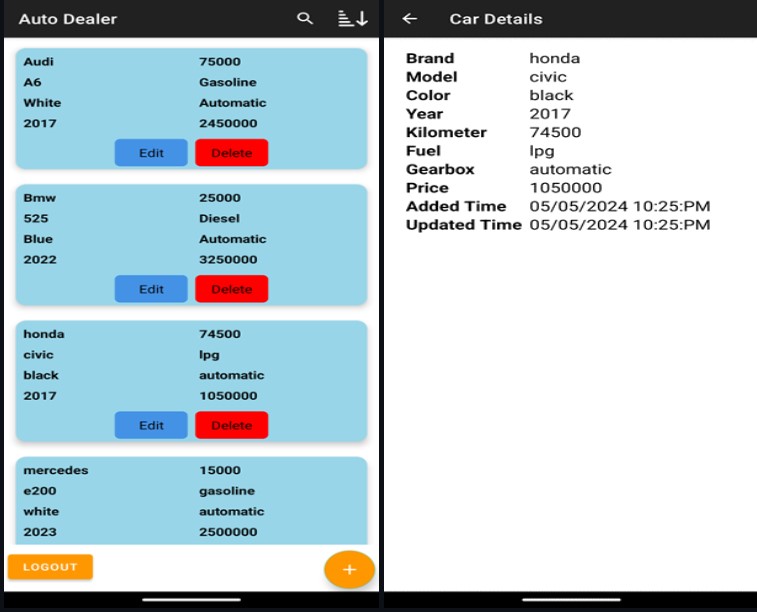 Auto Dealer
Audi 75000
A6 Gasoline
White Automatic
2017 2450000
Edit Delete
Bmw 25000
525 Diesel
Blue Automatic
2022 3250000
Edit Delete
honda 74500
civic lpg
black automatic
2017 1050000
Edit Delete
mercedes 15000
e200 gasoline
white automatic
2023 2500000
LOGOUT +
Car Details
Brand honda
Model civic
Color black
Year 2017
Kilometer 74500
Fuel lpg
Gearbox automatic
Price 1050000
Added Time 05/05/2024 10:25:PM
Updated Time 05/05/2024 10:25:PM